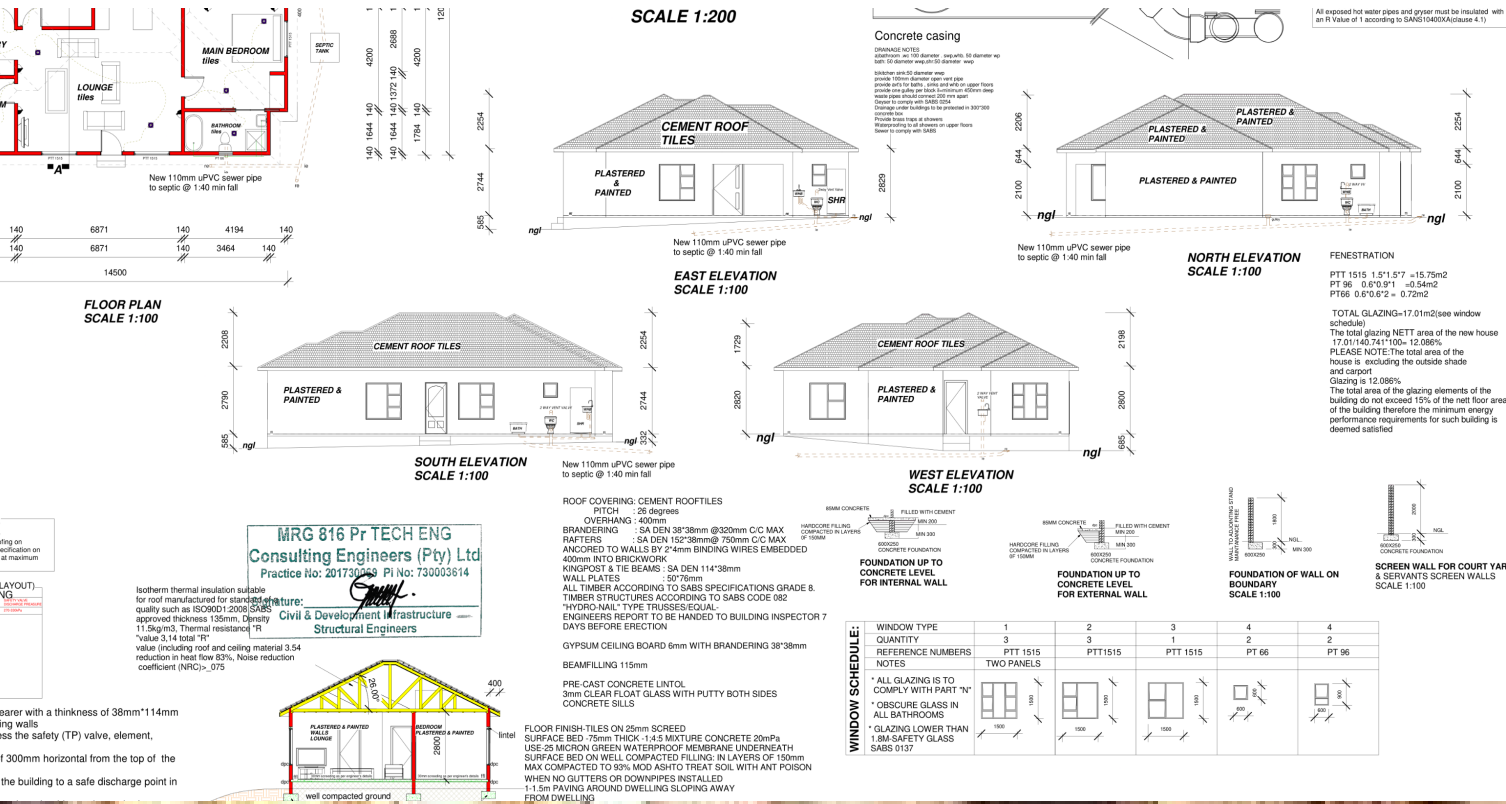 SCALE 1:200
All exposed hot water pipes and gryser must be insulated with
an R Value of 1 according to SANS10400XA(clause 4.1)
MAIN BEDROOM
tiles
LOUNGE
tiles
BATHROOM
tiles
SEPTIC
TANK
PTT 1515
PTT 1515
PT 66
"A"
New 110mm uPVC sewer pipe
to septic @ 1:40 min fall
4200
2688
4200
140
1372
140
140
1644
1644
1784
140
140
140
140
6871
140
4194
140
140
6871
140
3464
140
14500
FLOOR PLAN
SCALE 1:100
Concrete casing
DRAINAGE NOTES
a)bathroom :wc 100 diameter . swp,whb, 50 diameter wp
bath: 50 diameter wwp,shr:50 diameter wwp
b)kitchen sink:50 diameter wwp
provide 100mm diameter open vent pipe
provide avt's for baths , sinks and whb on upper floors
provide one gulley per block & minimum 450mm deep
waste pipes should connect 200 mm apart
Geyser to comply with SABS 0254
Drainage under buildings to be protected in 300*300
concrete box
Provide brass traps at showers
Waterproofing to all showers on upper floors
Sewer to comply with SABS
2254
2744
585
CEMENT ROOF
TILES
PLASTERED
&
PAINTED
WHB
WC
SHR
2way Vent Valve
2829
ngl
ngl
New 110mm uPVC sewer pipe
to septic @ 1:40 min fall
EAST ELEVATION
SCALE 1:100
2206
644
2100
PLASTERED &
PAINTED
PLASTERED &
PAINTED
PLASTERED & PAINTED
WC
BATH
2254
644
2100
ngl
ngl
New 110mm uPVC sewer pipe
to septic @ 1:40 min fall
NORTH ELEVATION
SCALE 1:100
FENESTRATION
PTT 1515 1.5*1.5*7 =15.75m2
PT 96 0.6*0.9*1 =0.54m2
PT66 0.6*0.6*2 = 0.72m2
TOTAL GLAZING=17.01m2(see window
schedule)
The total glazing NETT area of the new house
17.01/140.741*100= 12.086%
PLEASE NOTE:The total area of the
house is excluding the outside shade
and carport
Glazing is 12.086%
The total area of the glazing elements of the
building do not exceed 15% of the nett floor area
of the building therefore the minimum energy
performance requirements for such building is
deemed satisfied
2208
2790
585
CEMENT ROOF TILES
PLASTERED &
PAINTED
2 WAY VENT VALVE
BATH
WC
WHB
SHR
2254
2744
332
ngl
ngl
SOUTH ELEVATION
SCALE 1:100
New 110mm uPVC sewer pipe
to septic @ 1:40 min fall
1729
2820
CEMENT ROOF TILES
PLASTERED &
PAINTED
2 WAY VENT
VALVE
2198
2800
685
ngl
ngl
WEST ELEVATION
SCALE 1:100
ROOF COVERING: CEMENT ROOFTILES
PITCH : 26 degrees
OVERHANG : 400mm
BRANDERING : SA DEN 38*38mm @320mm C/C MAX
RAFTERS : SA DEN 152*38mm@ 750mm C/C MAX
ANCORED TO WALLS BY 2*4mm BINDING WIRES EMBEDDED
400mm INTO BRICKWORK
KINGPOST & TIE BEAMS : SA DEN 114*38mm
WALL PLATES : 50*76mm
ALL TIMBER ACCORDING TO SABS SPECIFICATIONS GRADE 8.
TIMBER STRUCTURES ACCORDING TO SABS CODE 082
"HYDRO-NAIL" TYPE TRUSSES/EQUAL-
ENGINEERS REPORT TO BE HANDED TO BUILDING INSPECTOR 7
DAYS BEFORE ERECTION
GYPSUM CEILING BOARD 6mm WITH BRANDERING 38*38mm
BEAMFILLING 115mm
PRE-CAST CONCRETE LINTOL
3mm CLEAR FLOAT GLASS WITH PUTTY BOTH SIDES
CONCRETE SILLS
FLOOR FINISH-TILES ON 25mm SCREED
SURFACE BED -75mm THICK -1;4:5 MIXTURE CONCRETE 20mPa
USE-25 MICRON GREEN WATERPROOF MEMBRANE UNDERNEATH
SURFACE BED ON WELL COMPACTED FILLING: IN LAYERS OF 150mm
MAX COMPACTED TO 93% MOD ASHTO TREAT SOIL WITH ANT POISON
WHEN NO GUTTERS OR DOWNPIPES INSTALLED
1-1.5m PAVING AROUND DWELLING SLOPING AWAY
FROM DWELLING
85MM CONCRETE
FILLED WITH CEMENT
MIN 200
HARDCORE FILLING
COMPACTED IN LAYERS
0F 150MM
MIN 300
600X250
CONCRETE FOUNDATION
FOUNDATION UP TO
CONCRETE LEVEL
FOR INTERNAL WALL
85MM CONCRETE
FILLED WITH CEMENT
MIN 200
HARDCORE FILLING
COMPACTED IN LAYERS
0F 150MM
MIN 300
600X250
CONCRETE FOUNDATION
FOUNDATION UP TO
CONCRETE LEVEL
FOR EXTERNAL WALL
WALL TO ADJIONTING STAND
MAINTANANCE FREE
1800
NGL.
300
MIN 300
600X250
FOUNDATION OF WALL ON
BOUNDARY
SCALE 1:100
2000
NGL
300
600X250
CONCRETE FOUNDATION
SCREEN WALL FOR COURT YAR
& SERVANTS SCREEN WALLS
SCALE 1:100
MRG 816 Pr TECH ENG
Consulting Engineers (Pty) Ltd
Practice No: 201730069 Pi No: 730003614
Signature:
Civil & Development Infrastructure
Structural Engineers
Isotherm thermal insulation suitable
for roof manufactured for standard of
quality such as ISO90D1:2008 SABS
approved thickness 135mm, Density
11.5kg/m3, Thermal resistance "R
"value 3,14 total "R"
value (including roof and ceiling material 3.54
reduction in heat flow 83%, Noise reduction
coefficient (NRC)>_075
ofing on
ecification on
at maximum
LAYOUT)
NG
earer with a thinkness of 38mm*114mm
ing walls
ess the safety (TP) valve, element,
f 300mm horizontal from the top of the
the building to a safe discharge point in
26.00°
400
PLASTERED & PAINTED
WALLS
LOUNGE
BEDROOM
PLASTERED & PAINTED
2800
lintel
dpc
dpc
dpc
dpc
well compacted ground
WINDOW SCHEDULE:
WINDOW TYPE 1 2 3 4 4
QUANTITY 3 3 1 2 2
REFERENCE NUMBERS PTT 1515 PTT1515 PTT 1515 PT 66 PT 96
NOTES TWO PANELS
* ALL GLAZING IS TO
COMPLY WITH PART "N"
* OBSCURE GLASS IN
ALL BATHROOMS
* GLAZING LOWER THAN
1.8M-SAFETY GLASS
SABS 0137
1500
1500
1500
1500
1500
1500
600
600
900
600